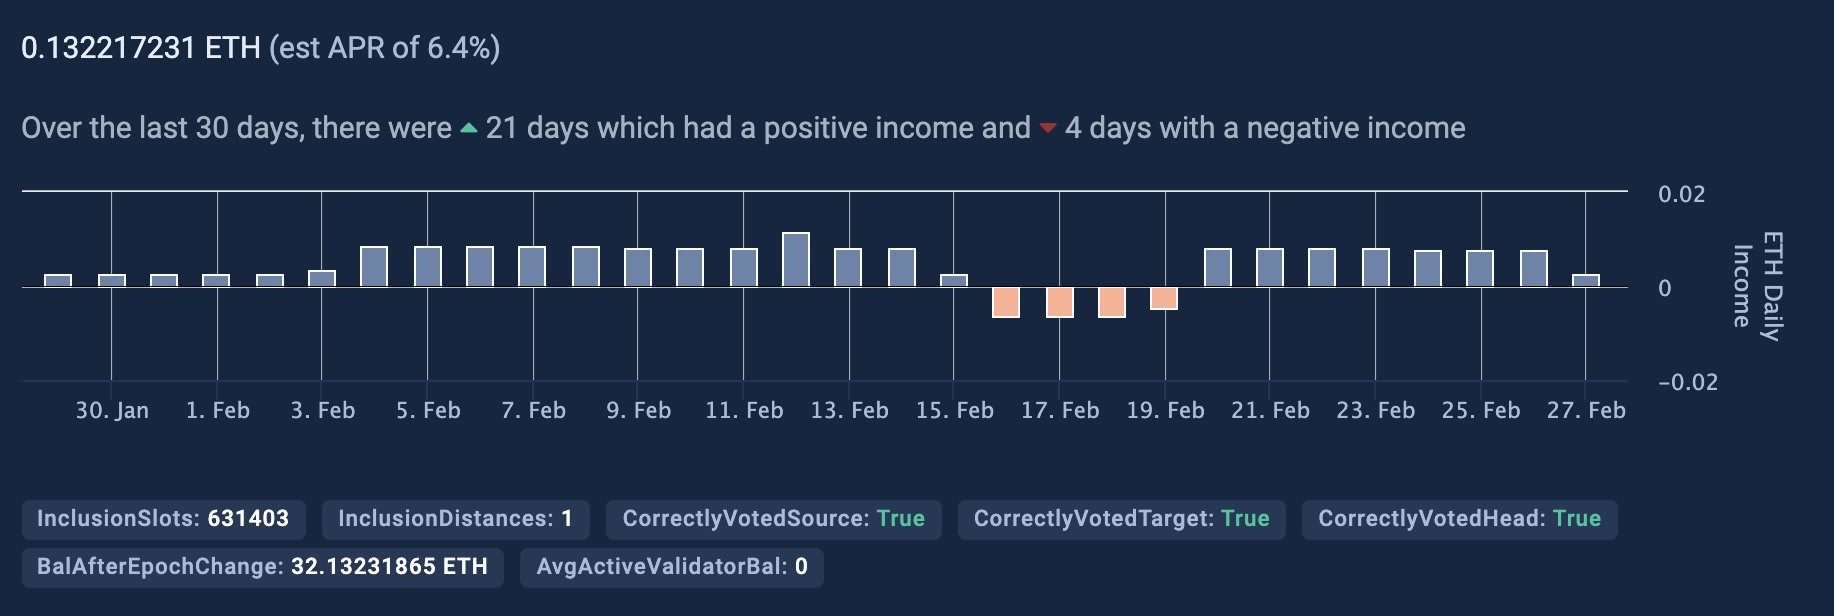 0.132217231 ETH (est APR of 6.4%)
Over the last 30 days, there were 21 days which had a positive income and 4 days with a negative income
0.02
0
-0.02
ETH Daily
Income
30. Jan 1. Feb 3. Feb 5. Feb 7. Feb 9. Feb 11. Feb 13. Feb 15. Feb 17. Feb 19. Feb 21. Feb 23. Feb 25. Feb 27. Feb
InclusionSlots: 631403 InclusionDistances: 1 CorrectlyVotedSource: True CorrectlyVotedTarget: True CorrectlyVotedHead: True
BalAfterEpochChange: 32.13231865 ETH AvgActiveValidatorBal: 0